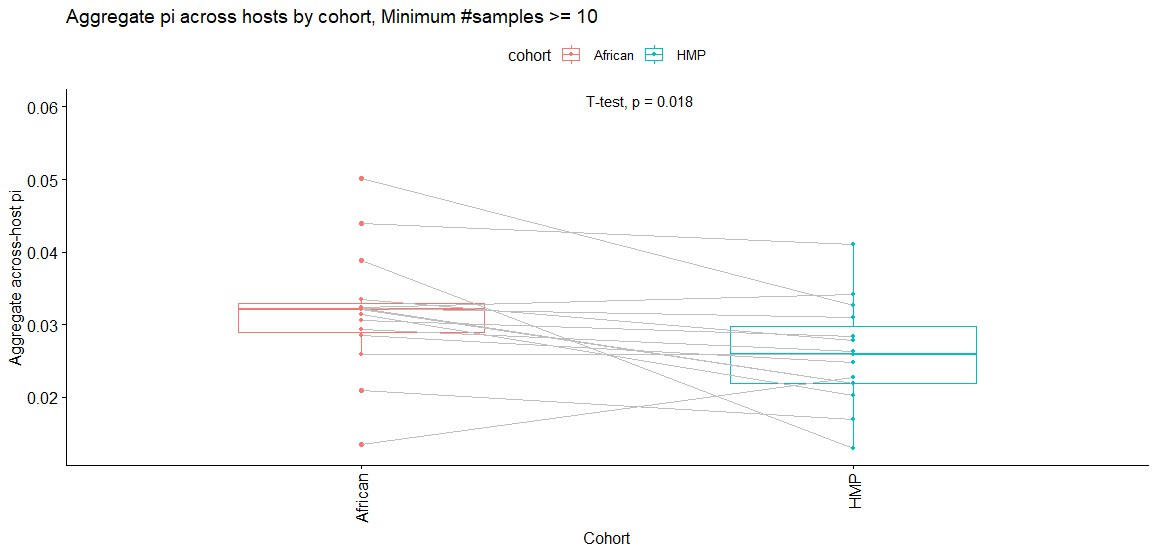 Aggregate pi across hosts by cohort, Minimum #samples >= 10
cohort African HMP
T-test, p = 0.018
Aggregate across-host pi
0.06
0.05
0.04
0.03
0.02
African
HMP
Cohort